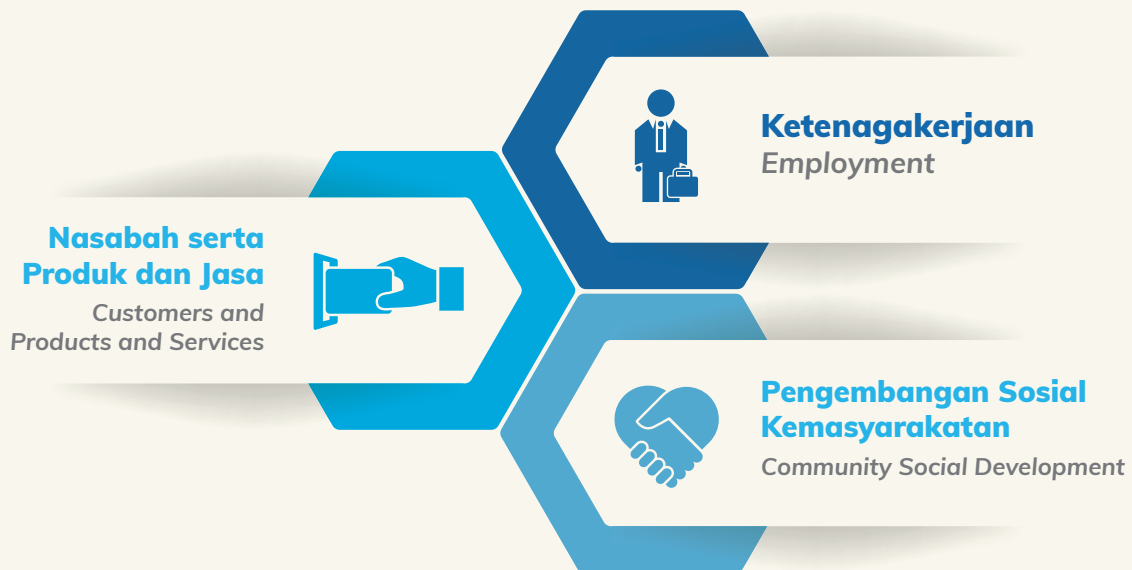 Ketenagakerjaan
Employment
Nasabah serta
Produk dan Jasa
Customers and
Products and Services
Pengembangan Sosial
Kemasyarakatan
Community Social Development